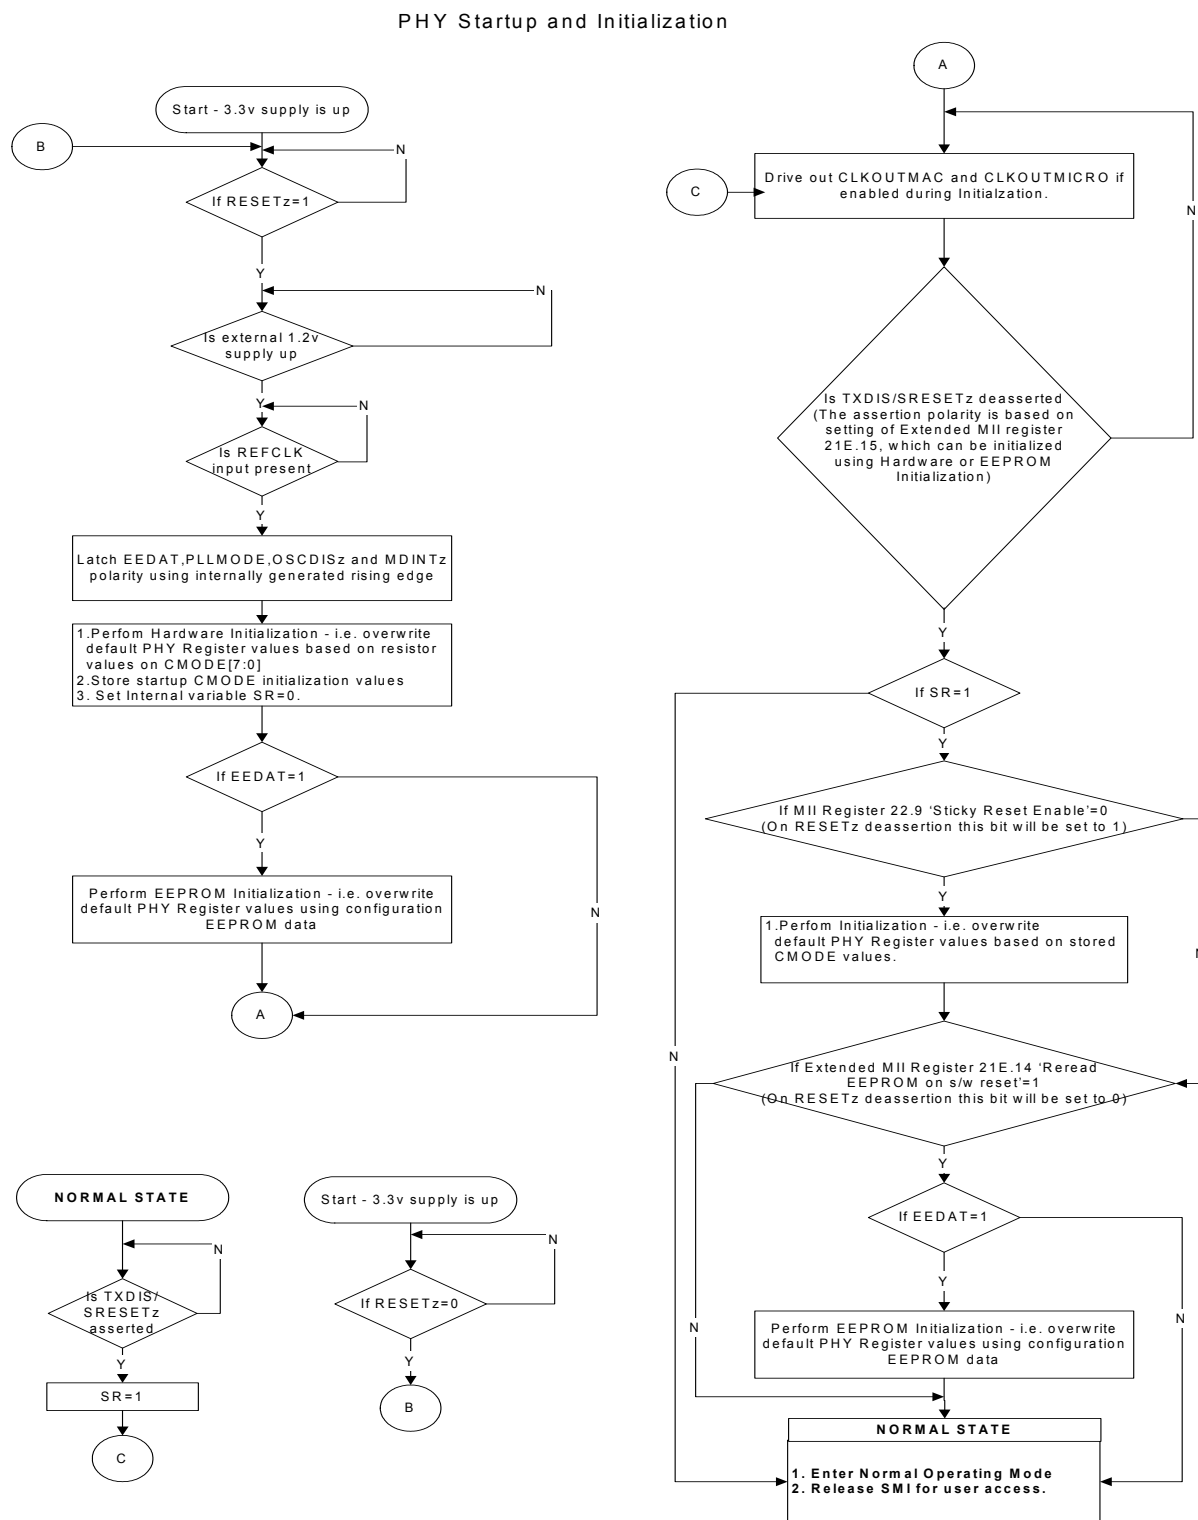 PHY Startup and Initialization
Start - 3.3v supply is up
B
N
If RESETz=1
Y
N
Is external 1.2v
supply up
Y
N
Is REFCLK
input present
Y
Latch EEDAT,PLLMODE,OSCDISz and MDINTz
polarity using internally generated rising edge
1.Perfom Hardware Initialization - i.e. overwrite
default PHY Register values based on resistor
values on CMODE[7:0]
2.Store startup CMODE initialization values
3. Set Internal variable SR=0.
If EEDAT=1
Y
N
Perform EEPROM Initialization - i.e. overwrite
default PHY Register values using configuration
EEPROM data
A
NORMAL STATE
N
Is TXDIS/
SRESETz
asserted
Y
SR=1
C
Start - 3.3v supply is up
N
If RESETz=0
Y
B
A
C
Drive out CLKOUTMAC and CLKOUTMICRO if
enabled during Initialzation.
N
Is TXDIS/SRESETz deasserted
(The assertion polarity is based on
setting of Extended MII register
21E.15, which can be initialized
using Hardware or EEPROM
Initialization)
Y
If SR=1
Y
If MII Register 22.9 ‘Sticky Reset Enable’=0
(On RESETz deassertion this bit will be set to 1)
Y
1.Perfom Initialization - i.e. overwrite
default PHY Register values based on stored
CMODE values.
N
If Extended MII Register 21E.14 ‘Reread
EEPROM on s/w reset’=1
(On RESETz deassertion this bit will be set to 0)
Y
If EEDAT=1
Y
N
N
Perform EEPROM Initialization - i.e. overwrite
default PHY Register values using configuration
EEPROM data
NORMAL STATE
1. Enter Normal Operating Mode
2. Release SMI for user access.